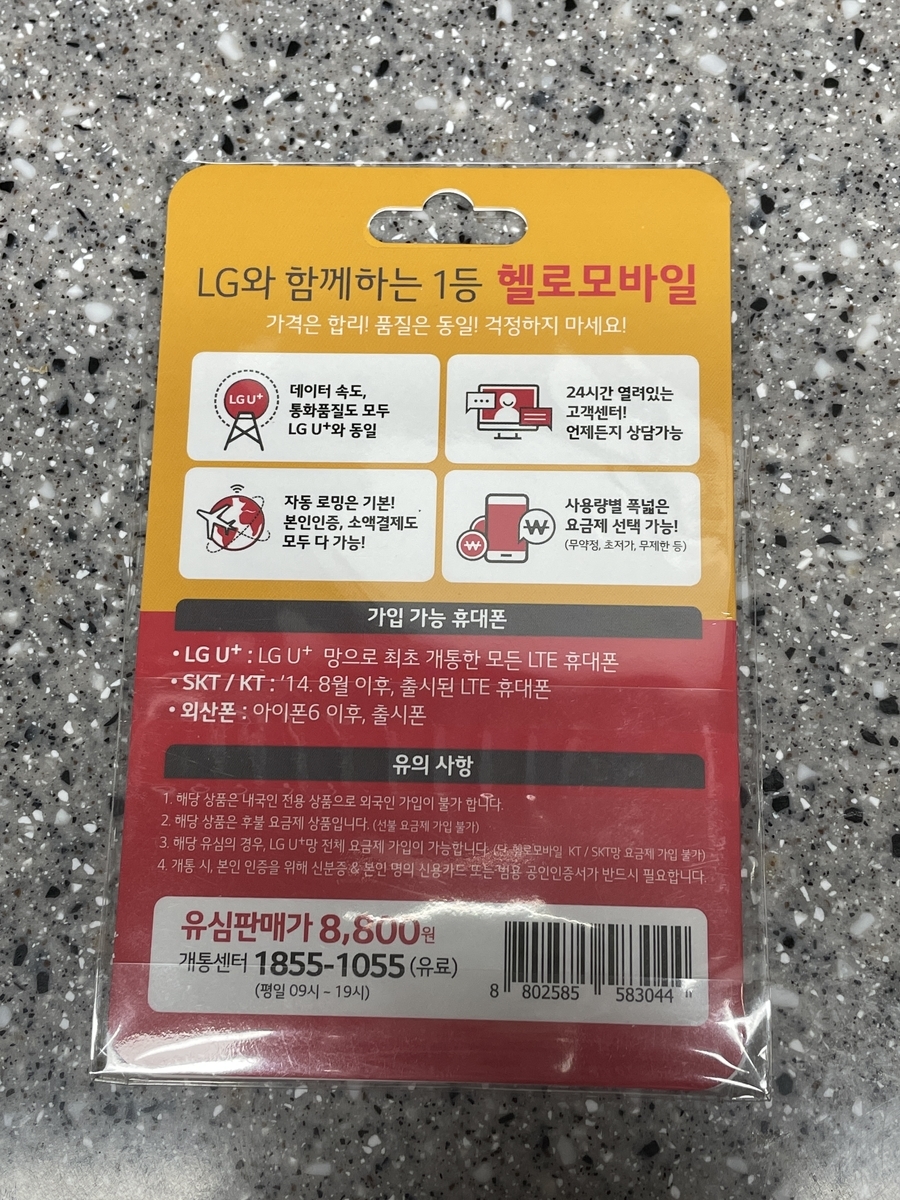 LG와 함께하는 1등 헬로모바일
가격은 합리! 품질은 동일! 걱정하지 마세요!
LG U+
데이터 속도,
통화품질도 모두
LG U+와 동일
24시간 열려있는
고객센터!
언제든지 상담가능
자동 로밍은 기본!
본인인증, 소액결제도
모두 다 가능!
₩
₩
사용량별 폭넓은
요금제 선택 가능!
(무약정, 초저가, 무제한 등)
가입 가능 휴대폰
• LG U+ : LG U+ 망으로 최초 개통한 모든 LTE 휴대폰
• SKT / KT : ‘14. 8월 이후, 출시된 LTE 휴대폰
• 외산폰 : 아이폰6 이후, 출시폰
유의 사항
1. 해당 상품은 내국인 전용 상품으로 외국인 가입이 불가 합니다.
2. 해당 상품은 후불 요금제 상품입니다. (선불 요금제 가입 불가)
3. 해당 유심의 경우, LG U+망 전체 요금제 가입이 가능합니다. (단, 헬로모바일 KT / SKT망 요금제 가입 불가)
4. 개통 시, 본인 인증을 위해 신분증 & 본인 명의 신용카드 또는 범용 공인인증서가 반드시 필요합니다.
유심판매가 8,800원
개통센터 1855-1055 (유료)
(평일 09시 ~ 19시)
8 802585 583044